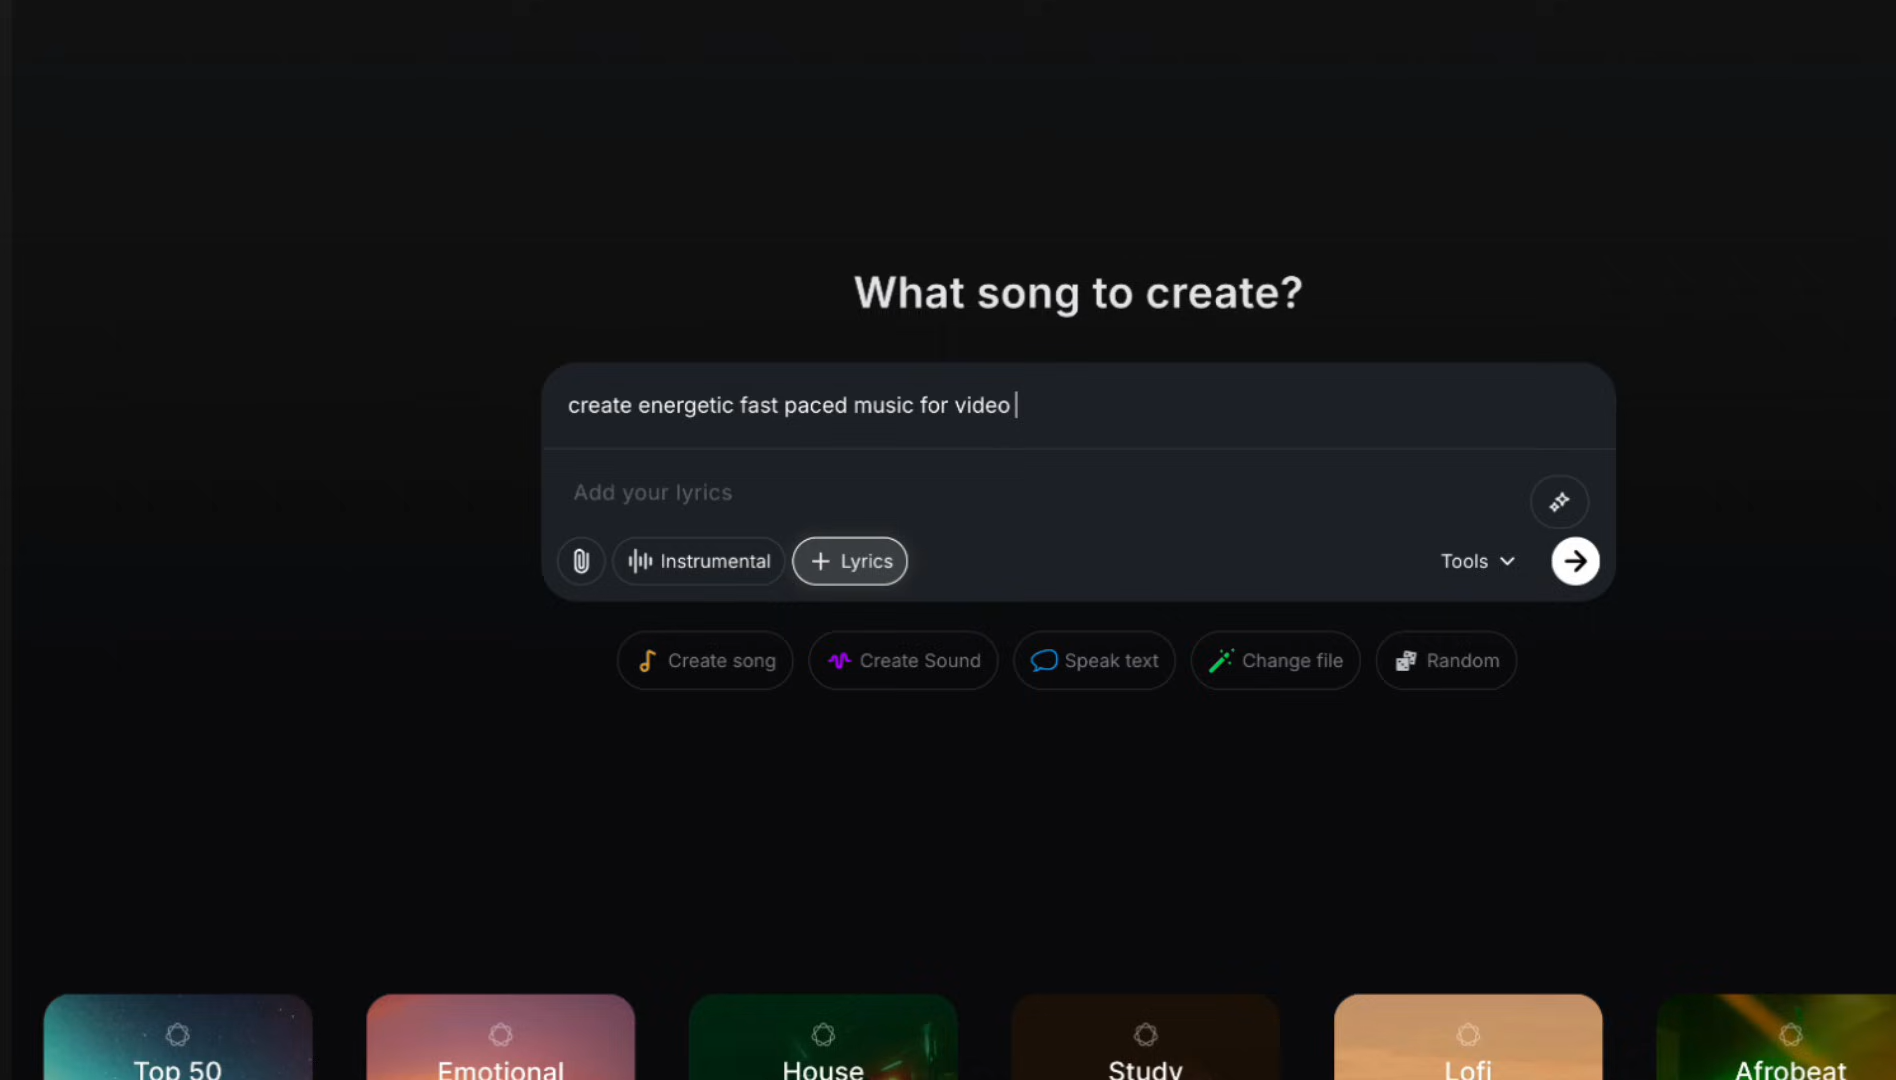 What song to create?
create energetic fast paced music for video
Add your lyrics
Instrumental
Lyrics
Tools
Create song
Create Sound
Speak text
Change file
Random
Top 50
Emotional
House
Study
Lofi
Afrobeat